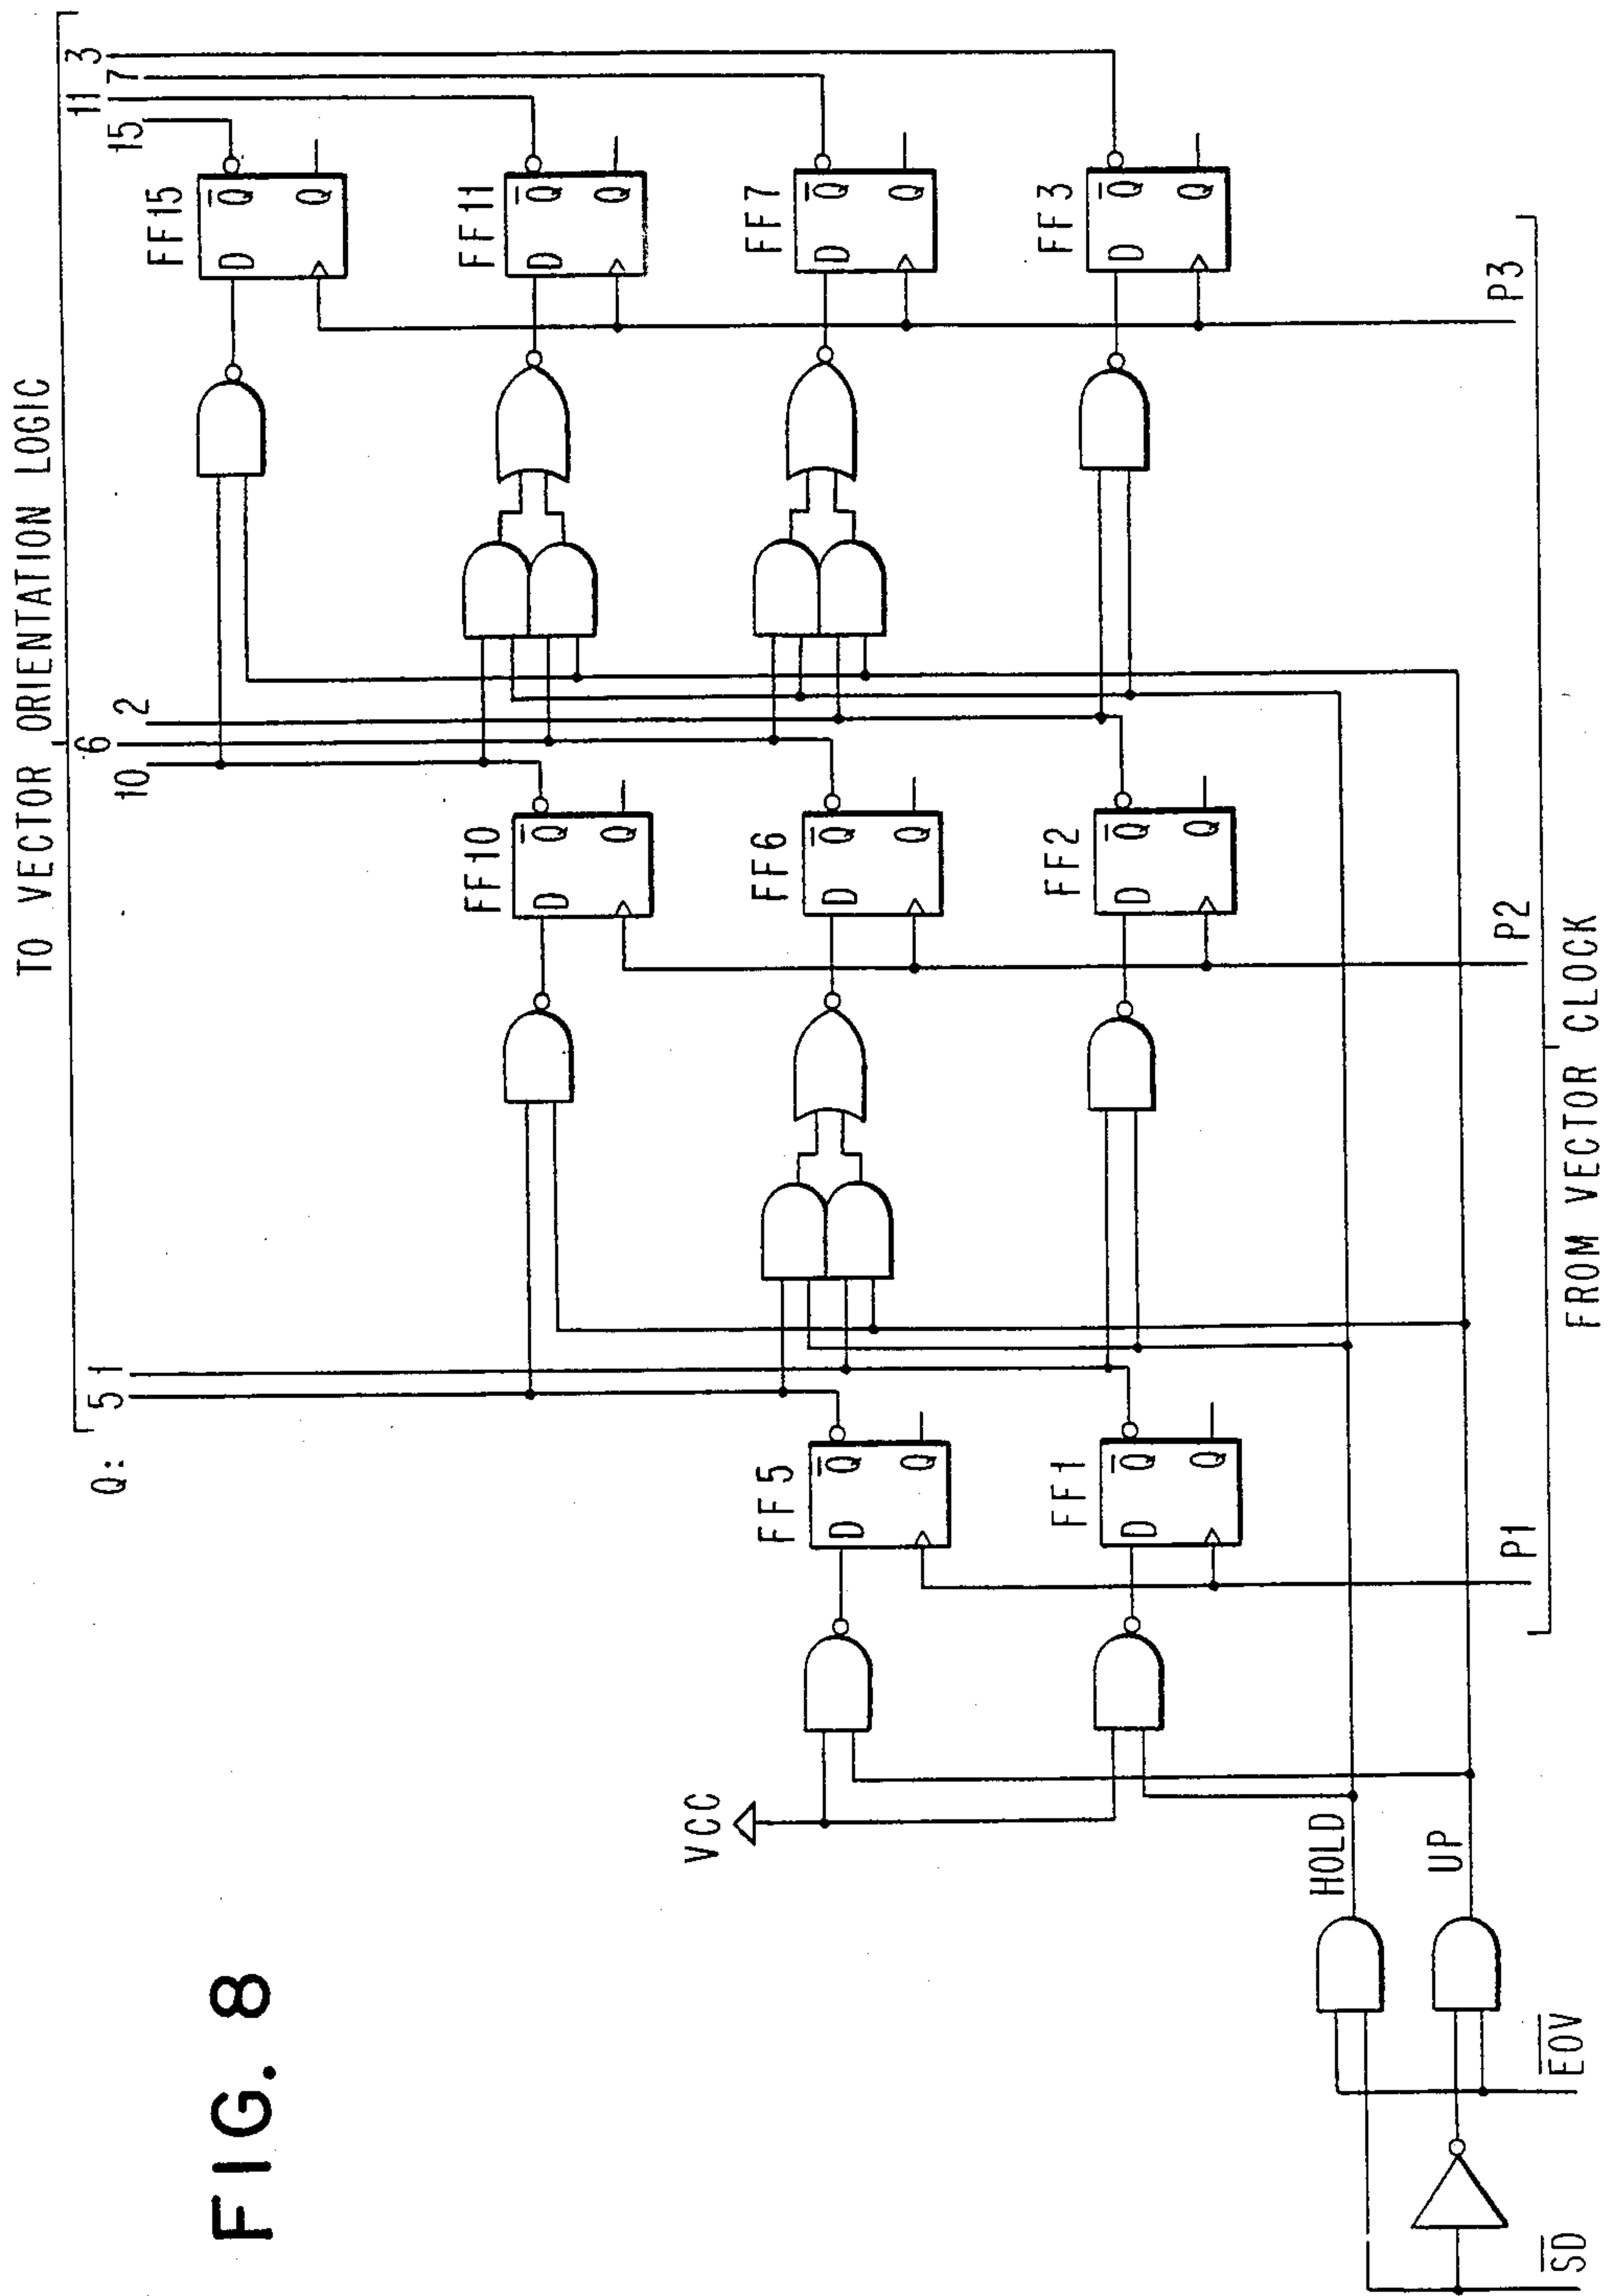 FIG. 8
TO VECTOR ORIENTATION LOGIC
Q:
5
1
10
6
2
15
11
7
3
FF15
D
Q̅
Q
FF11
D
Q̅
Q
FF7
D
Q̅
Q
FF3
D
Q̅
Q
FF10
D
Q̅
Q
FF6
D
Q̅
Q
FF2
D
Q̅
Q
FF5
D
Q̅
Q
FF1
D
Q̅
Q
VCC
HOLD
UP
S̅D̅
E̅O̅V̅
P1
P2
P3
FROM VECTOR CLOCK